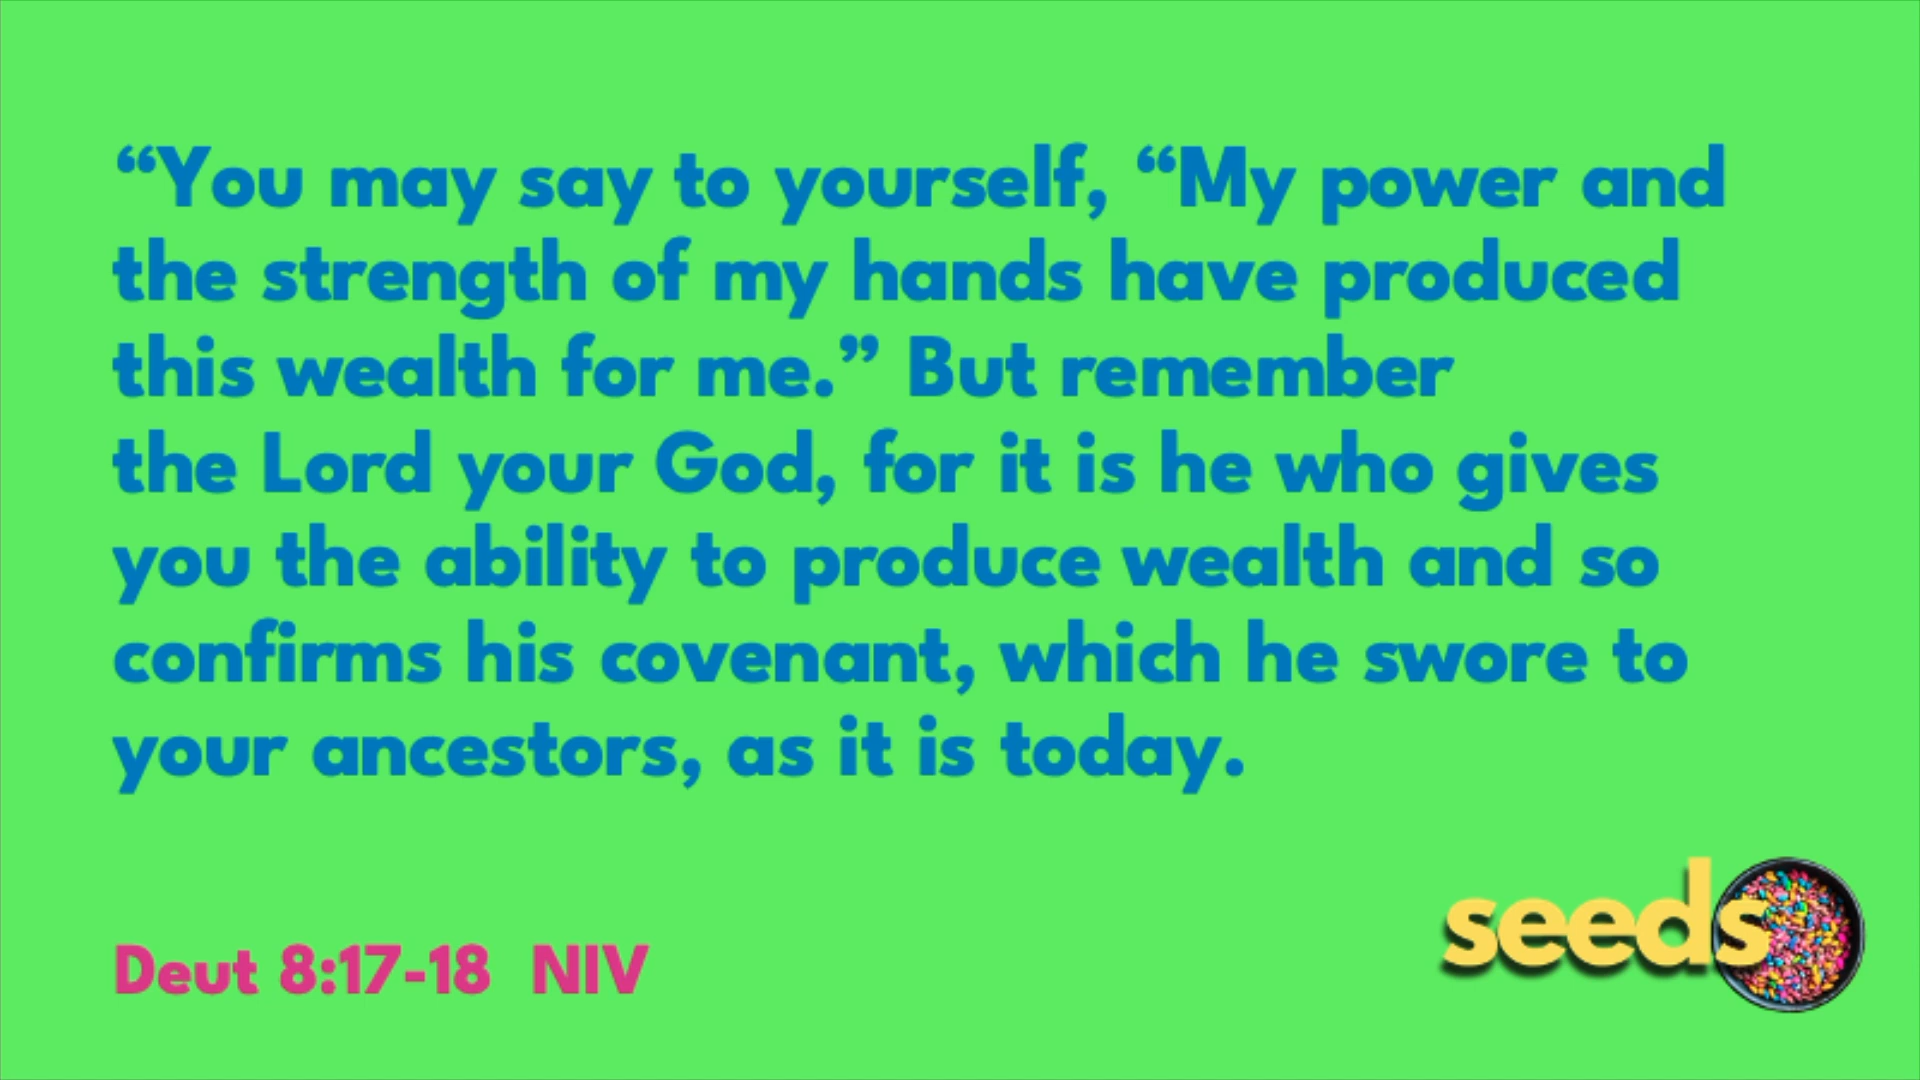 “You may say to yourself, “My power and
the strength of my hands have produced
this wealth for me.” But remember
the Lord your God, for it is he who gives
you the ability to produce wealth and so
confirms his covenant, which he swore to
your ancestors, as it is today.
seeds
Deut 8:17-18 NIV